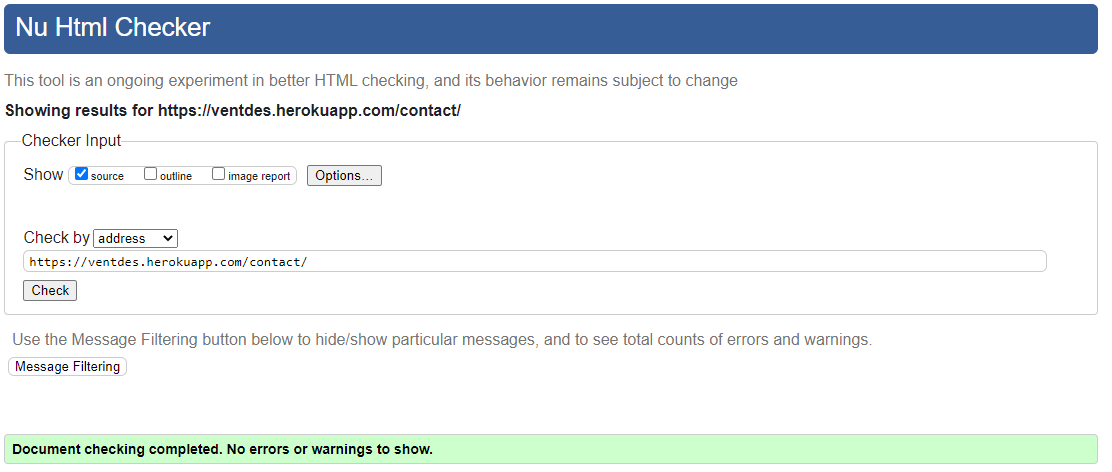 Nu Html Checker
This tool is an ongoing experiment in better HTML checking, and its behavior remains subject to change
Showing results for https://ventdes.herokuapp.com/contact/
Checker Input
Show source outline image report Options...
Check by address
https://ventdes.herokuapp.com/contact/
Check
Use the Message Filtering button below to hide/show particular messages, and to see total counts of errors and warnings.
Message Filtering
Document checking completed. No errors or warnings to show.